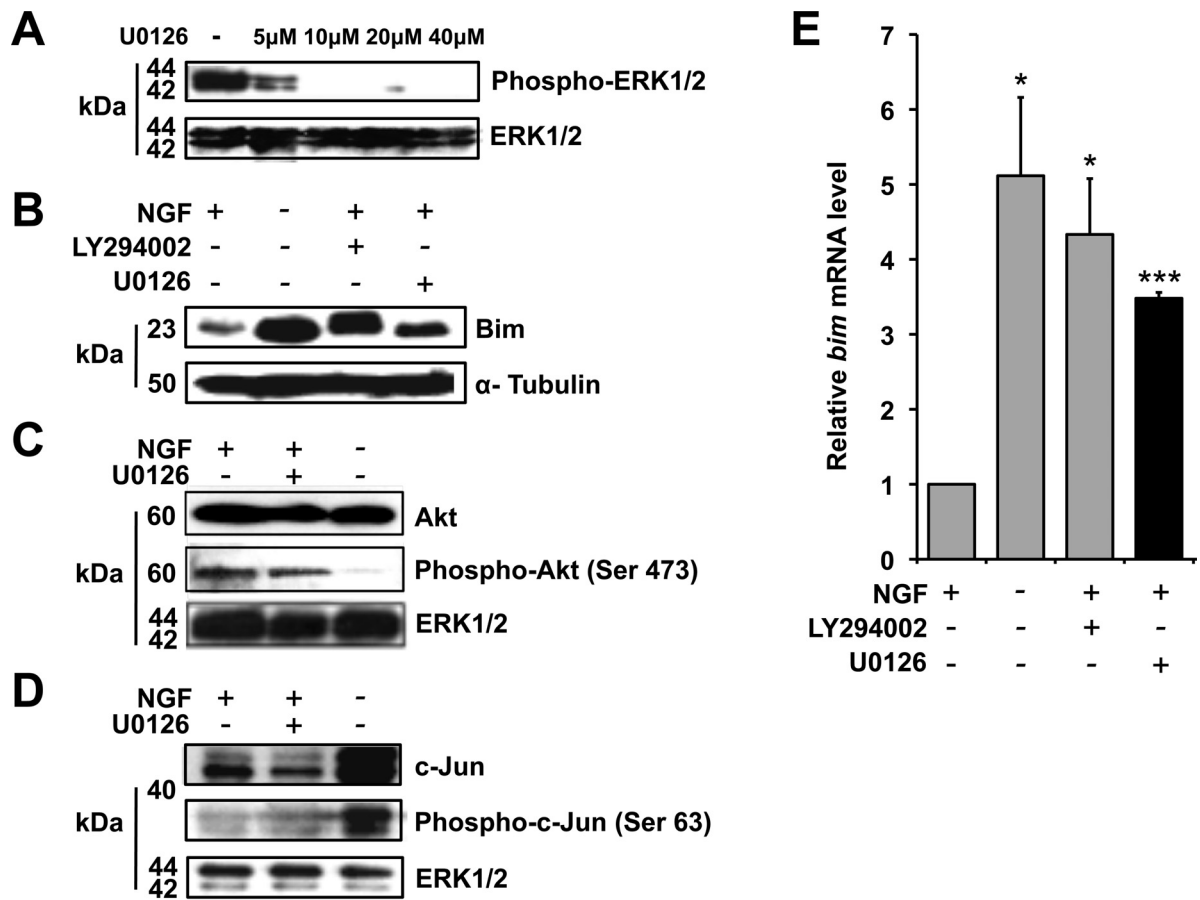 A
U0126 - 5µM 10µM 20µM 40µM
44
42
Phospho-ERK1/2
kDa
44
42
ERK1/2
B
NGF + - + +
LY294002 - - + -
U0126 - - - +
23
Bim
kDa
50
α- Tubulin
C
NGF + + -
U0126 - + -
60
Akt
kDa
60
Phospho-Akt (Ser 473)
44
42
ERK1/2
D
NGF + + -
U0126 - + -
c-Jun
40
kDa
Phospho-c-Jun (Ser 63)
44
42
ERK1/2
E
Relative bim mRNA level
7
6
5
4
3
2
1
0
*
*
***
NGF + - + +
LY294002 - - + -
U0126 - - - +